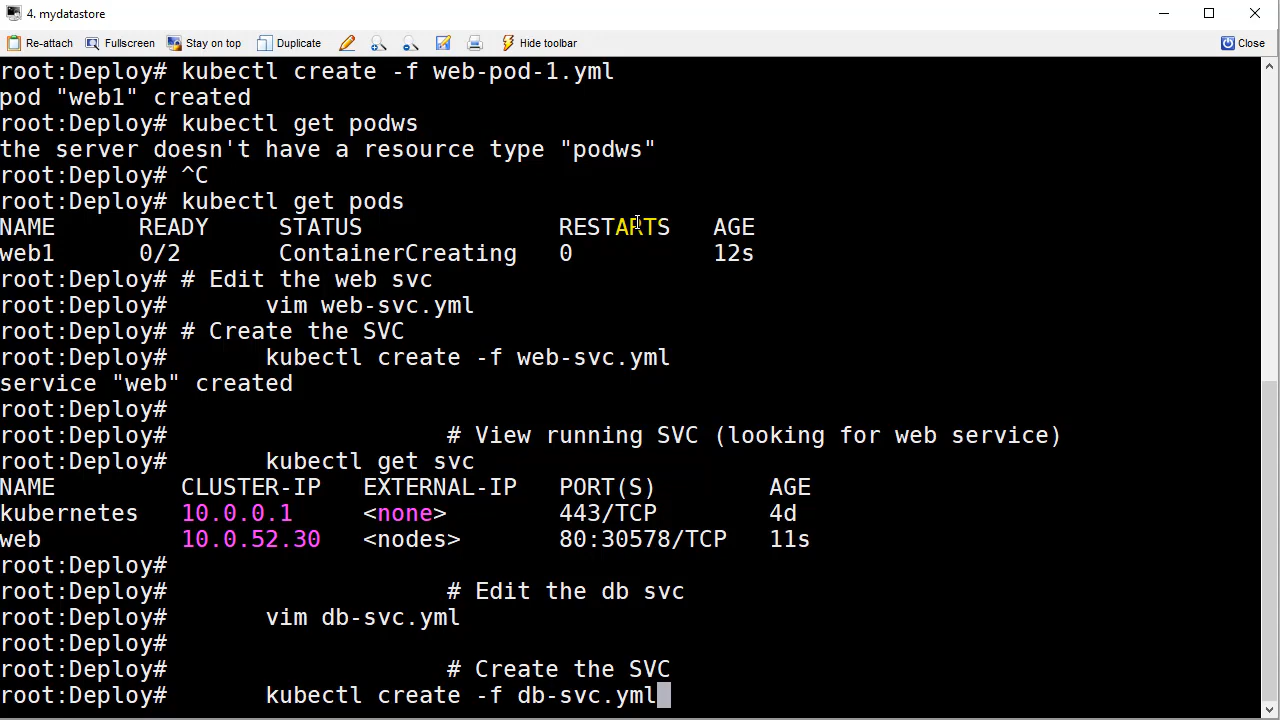 4. mydatastore
Re-attach Fullscreen Stay on top Duplicate Hide toolbar Close
root:Deploy# kubectl create -f web-pod-1.yml
pod "web1" created
root:Deploy# kubectl get podws
the server doesn't have a resource type "podws"
root:Deploy# ^C
root:Deploy# kubectl get pods
NAME      READY     STATUS              RESTARTS   AGE
web1      0/2       ContainerCreating   0          12s
root:Deploy# # Edit the web svc
root:Deploy#       vim web-svc.yml
root:Deploy# # Create the SVC
root:Deploy#       kubectl create -f web-svc.yml
service "web" created
root:Deploy#
root:Deploy#                    # View running SVC (looking for web service)
root:Deploy#       kubectl get svc
NAME         CLUSTER-IP   EXTERNAL-IP   PORT(S)        AGE
kubernetes   10.0.0.1     <none>        443/TCP        4d
web          10.0.52.30   <nodes>       80:30578/TCP   11s
root:Deploy#
root:Deploy#                    # Edit the db svc
root:Deploy#       vim db-svc.yml
root:Deploy#
root:Deploy#                    # Create the SVC
root:Deploy#       kubectl create -f db-svc.yml